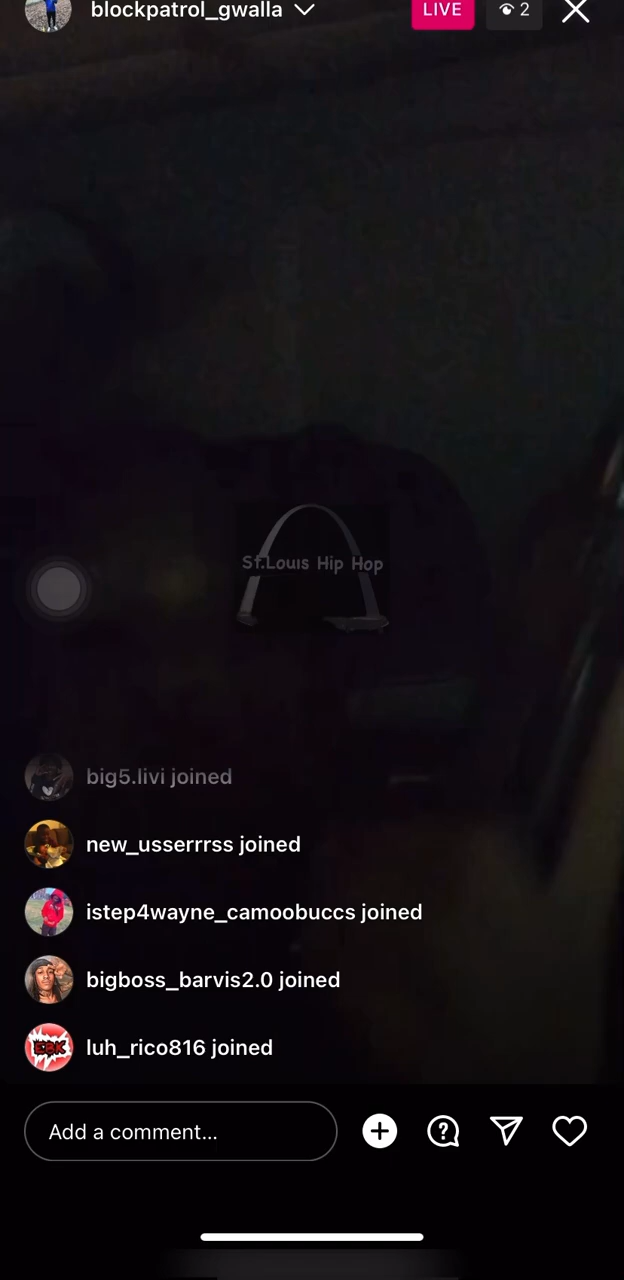 blockpatrol_gwalla
LIVE
2
St.Louis Hip Hop
big5.livi joined
new_usserrrss joined
istep4wayne_camoobuccs joined
bigboss_barvis2.0 joined
EBK
luh_rico816 joined
Add a comment...